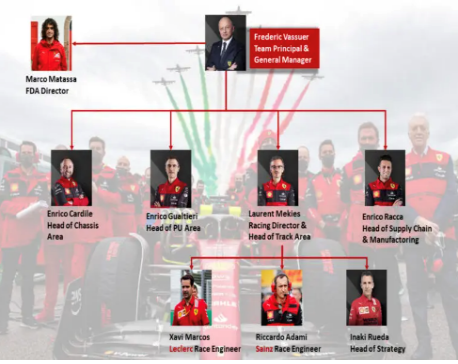 Frederic Vassuer
Team Principal &
General Manager
Marco Matassa
FDA Director
Enrico Cardile
Head of Chassis
Area
Enrico Gualtieri
Head of PU Area
Laurent Mekies
Racing Director &
Head of Track Area
Enrico Racca
Head of Supply Chain
& Manufactoring
Xavi Marcos
Leclerc Race Engineer
Riccardo Adami
Sainz Race Engineer
Inaki Rueda
Head of Strategy